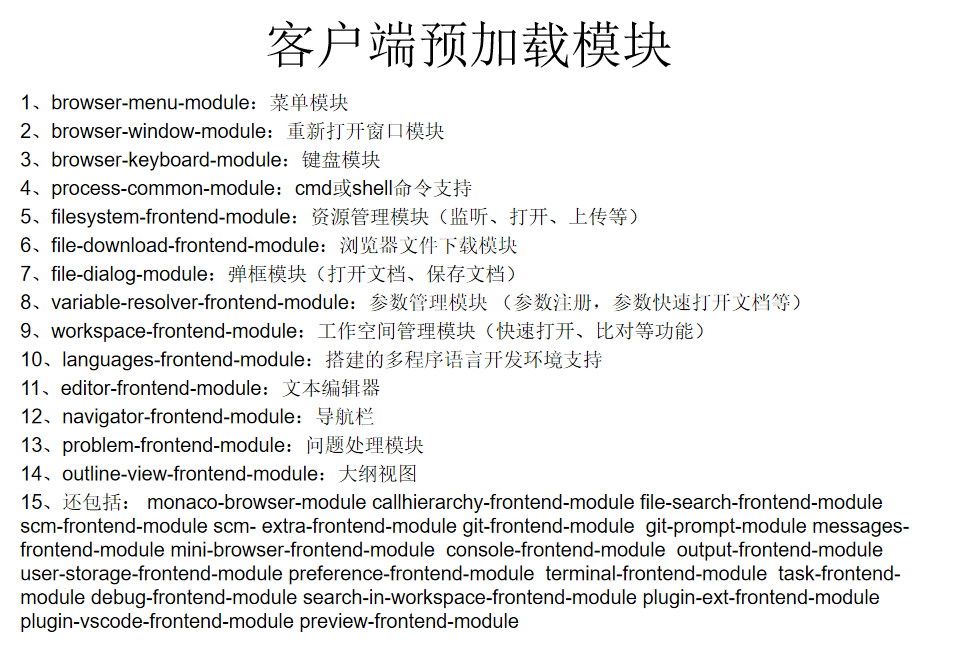 客户端预加载模块
1、browser-menu-module：菜单模块
2、browser-window-module：重新打开窗口模块
3、browser-keyboard-module：键盘模块
4、process-common-module：cmd或shell命令支持
5、filesystem-frontend-module：资源管理模块（监听、打开、上传等）
6、file-download-frontend-module：浏览器文件下载模块
7、file-dialog-module：弹框模块（打开文档、保存文档）
8、variable-resolver-frontend-module：参数管理模块 （参数注册，参数快速打开文档等）
9、workspace-frontend-module：工作空间管理模块（快速打开、比对等功能）
10、languages-frontend-module：搭建的多程序语言开发环境支持
11、editor-frontend-module：文本编辑器
12、navigator-frontend-module：导航栏
13、problem-frontend-module：问题处理模块
14、outline-view-frontend-module：大纲视图
15、还包括： monaco-browser-module callhierarchy-frontend-module file-search-frontend-module
scm-frontend-module scm- extra-frontend-module git-frontend-module  git-prompt-module messages-
frontend-module mini-browser-frontend-module  console-frontend-module  output-frontend-module
user-storage-frontend-module preference-frontend-module  terminal-frontend-module  task-frontend-
module debug-frontend-module search-in-workspace-frontend-module plugin-ext-frontend-module
plugin-vscode-frontend-module preview-frontend-module